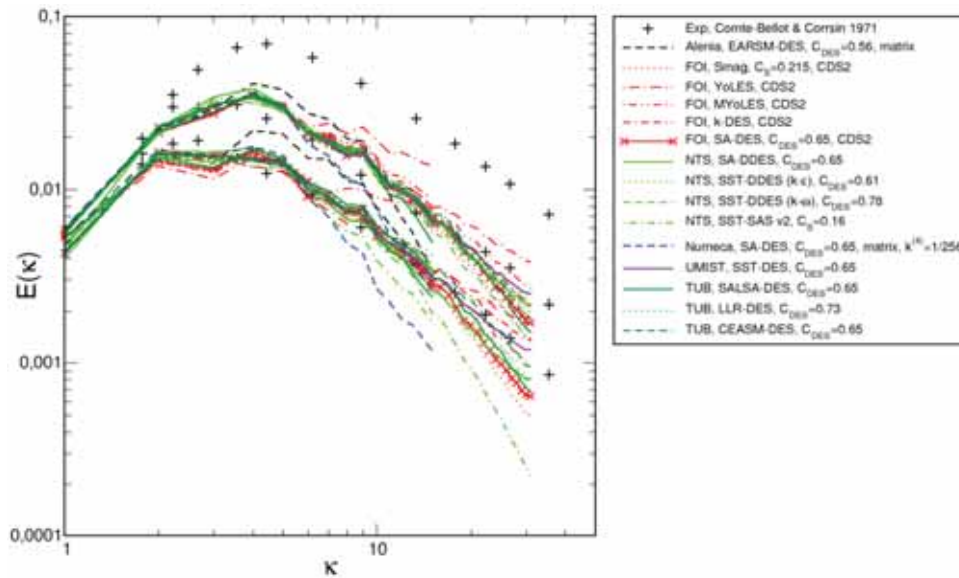 0,1
0,01
0,001
0,0001
E(κ)
1
10
κ
Exp, Comte-Bellot & Corrsin 1971
Alenia, EARSM-DES, C_DES=0.56, matrix
FOI, Smag, C_S=0.215, CDS2
FOI, YoLES, CDS2
FOI, MYoLES, CDS2
FOI, k-DES, CDS2
FOI, SA-DES, C_DES=0.65, CDS2
NTS, SA-DDES, C_DES=0.65
NTS, SST-DDES (k-ε), C_DES=0.61
NTS, SST-DDES (k-ω), C_DES=0.78
NTS, SST-SAS v2, C_S=0.16
Numeca, SA-DES, C_DES=0.65, matrix, k^(4)=1/256
UMIST, SST-DES, C_DES=0.65
TUB, SALSA-DES, C_DES=0.65
TUB, LLR-DES, C_DES=0.73
TUB, CEASM-DES, C_DES=0.65